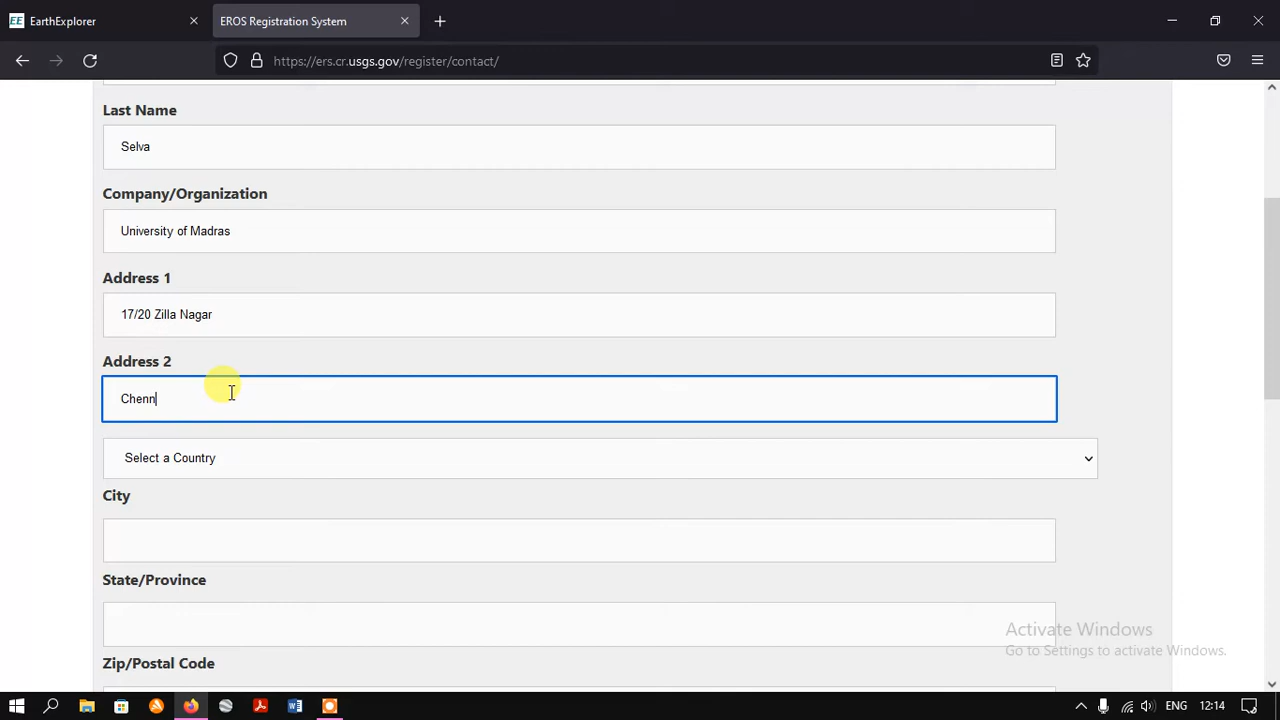 EE EarthExplorer
EROS Registration System
https://ers.cr.usgs.gov/register/contact/
Last Name
Selva
Company/Organization
University of Madras
Address 1
17/20 Zilla Nagar
Address 2
Chenn
Select a Country
City
State/Province
Zip/Postal Code
Activate Windows
Go to Settings to activate Windows.
ENG
12:14